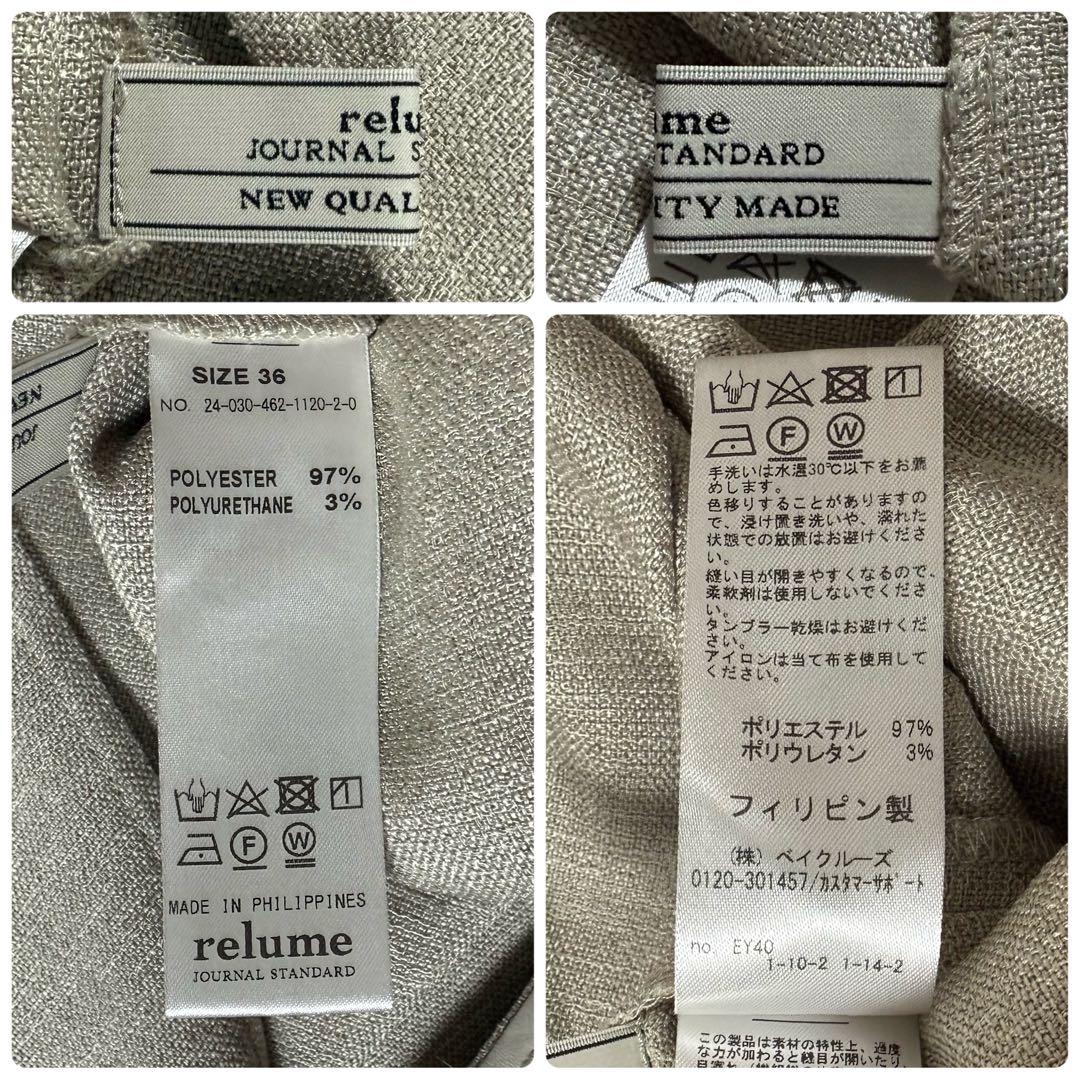 relu
JOURNAL S
NEW QUAL
ume
TANDARD
ITY MADE
SIZE 36
NO. 24-030-462-1120-2-0
POLYESTER 97%
POLYURETHANE 3%
F W
MADE IN PHILIPPINES
relume
JOURNAL STANDARD
F W
手洗いは水温30℃以下をお薦
めします。
色移りすることがありますの
で、浸け置き洗いや、濡れた
状態での放置はお避けくださ
い。
縫い目が開きやすくなるので、
柔軟剤は使用しないでくださ
い。
タンブラー乾燥はお避けくだ
さい。
アイロンは当て布を使用して
ください。
ポリエステル 97%
ポリウレタン 3%
フィリピン製
(株) ベイクルーズ
0120-301457/カスタマーサポート
no. EY40
1-10-2 1-14-2
この製品は素材の特性上、過度
な力が加わると縫目が開いたり